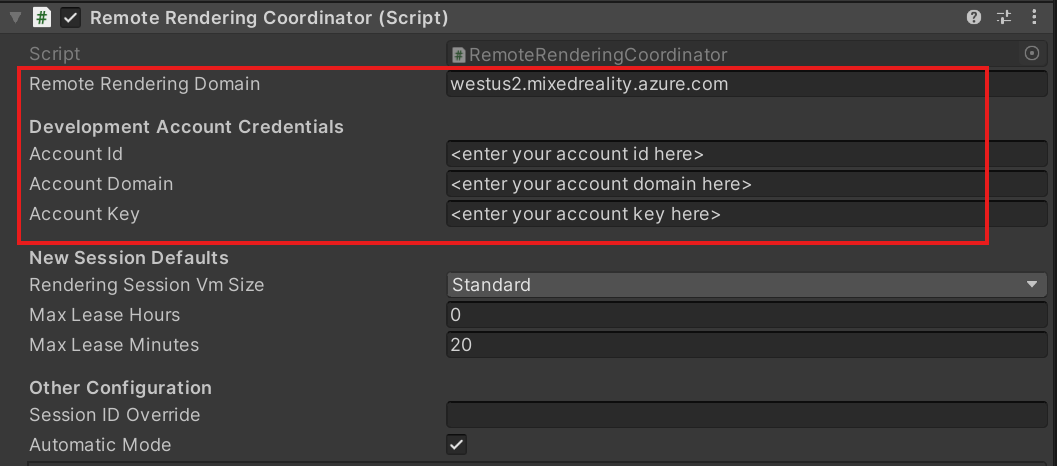 # Remote Rendering Coordinator (Script)
Script # RemoteRenderingCoordinator
Remote Rendering Domain westus2.mixedreality.azure.com
Development Account Credentials
Account Id <enter your account id here>
Account Domain <enter your account domain here>
Account Key <enter your account key here>
New Session Defaults
Rendering Session Vm Size Standard
Max Lease Hours 0
Max Lease Minutes 20
Other Configuration
Session ID Override
Automatic Mode